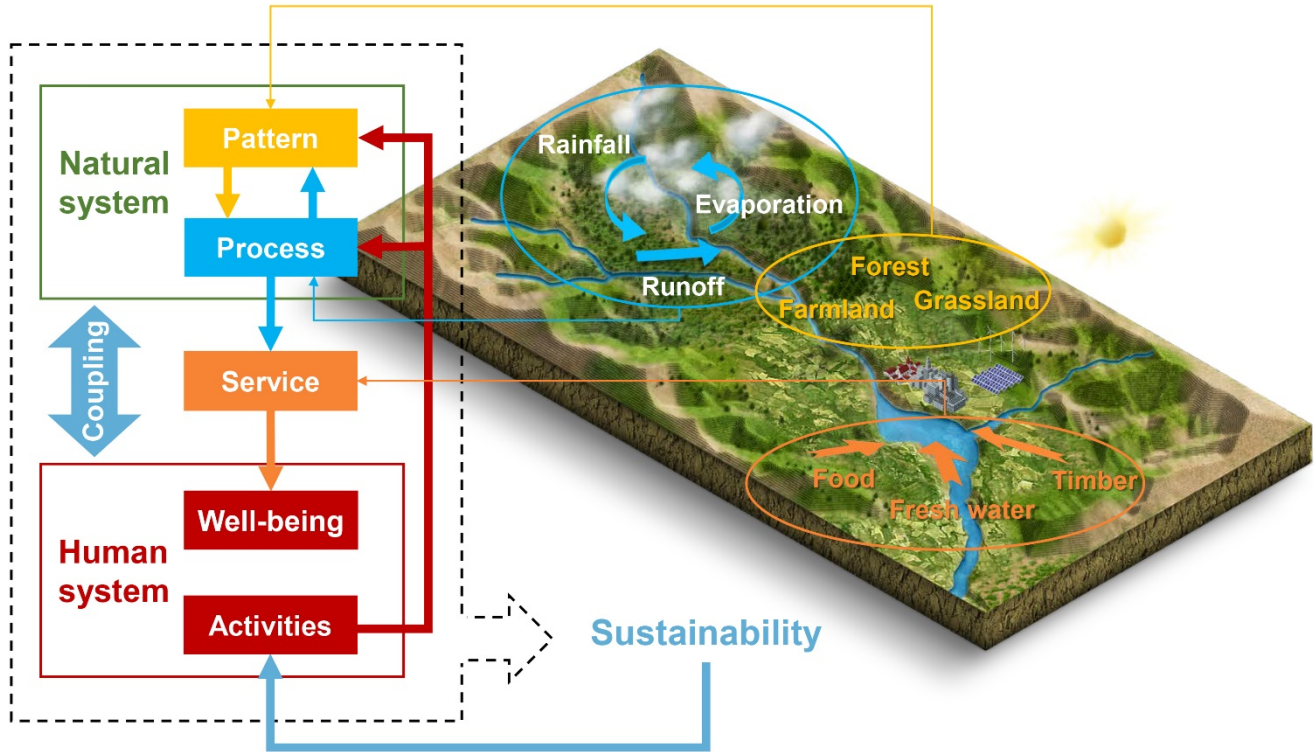 Pattern
Natural
system
Process
Coupling
Service
Well-being
Human
system
Activities
Sustainability
Rainfall
Evaporation
Runoff
Forest
Grassland
Farmland
Food
Timber
Fresh water